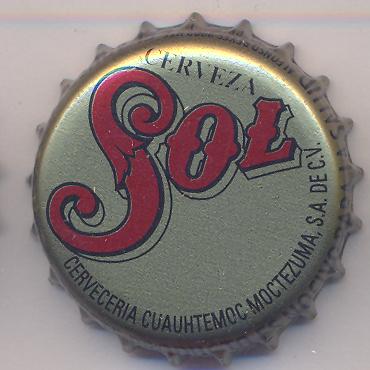 CERVEZA
SOL
CERVECERIA CUAUHTEMOC MOCTEZUMA, S.A. DE C.V.